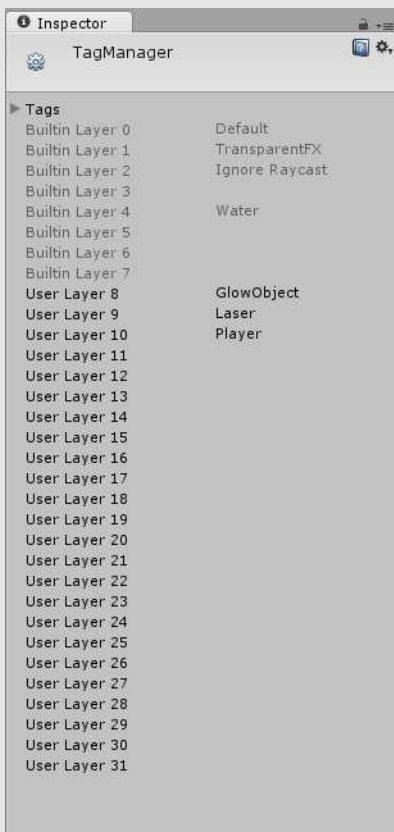 Inspector
TagManager
Tags
Builtin Layer 0 Default
Builtin Layer 1 TransparentFX
Builtin Layer 2 Ignore Raycast
Builtin Layer 3
Builtin Layer 4 Water
Builtin Layer 5
Builtin Layer 6
Builtin Layer 7
User Layer 8 GlowObject
User Layer 9 Laser
User Layer 10 Player
User Layer 11
User Layer 12
User Layer 13
User Layer 14
User Layer 15
User Layer 16
User Layer 17
User Layer 18
User Layer 19
User Layer 20
User Layer 21
User Layer 22
User Layer 23
User Layer 24
User Layer 25
User Layer 26
User Layer 27
User Layer 28
User Layer 29
User Layer 30
User Layer 31